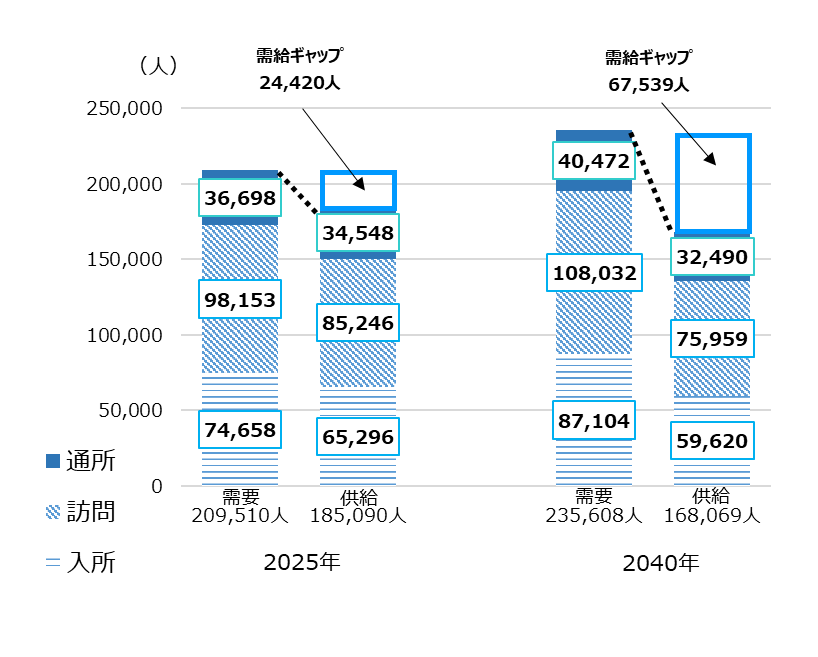 （人）
需給ギャップ
24,420人
需給ギャップ
67,539人
250,000
200,000
150,000
100,000
50,000
0
36,698
98,153
74,658
34,548
85,246
65,296
40,472
108,032
87,104
32,490
75,959
59,620
通所
訪問
入所
需要
209,510人
供給
185,090人
需要
235,608人
供給
168,069人
2025年
2040年